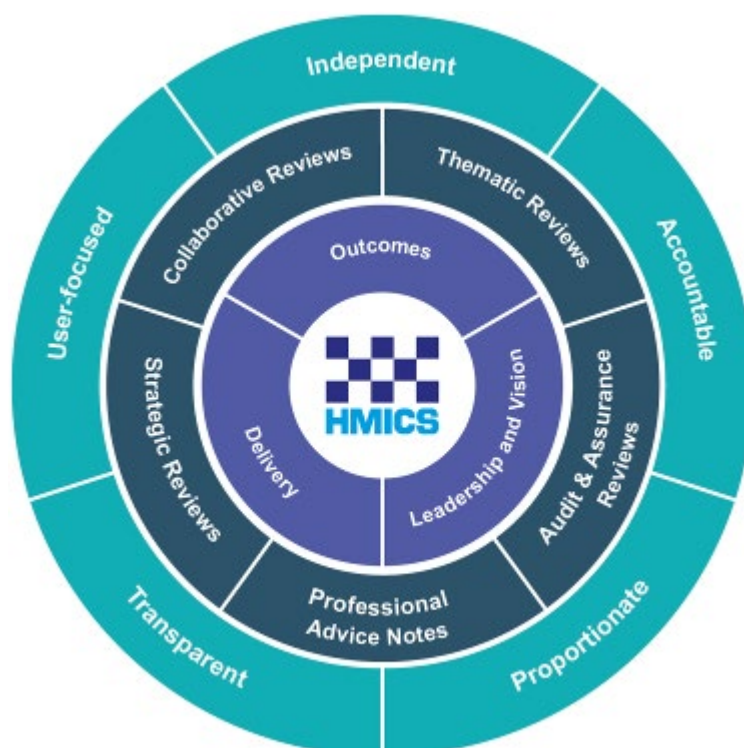 Independent
Accountable
Proportionate
Transparent
User-focused
Collaborative Reviews
Thematic Reviews
Audit & Assurance
Reviews
Professional
Advice Notes
Strategic Reviews
Outcomes
Leadership and Vision
Delivery
HMICS